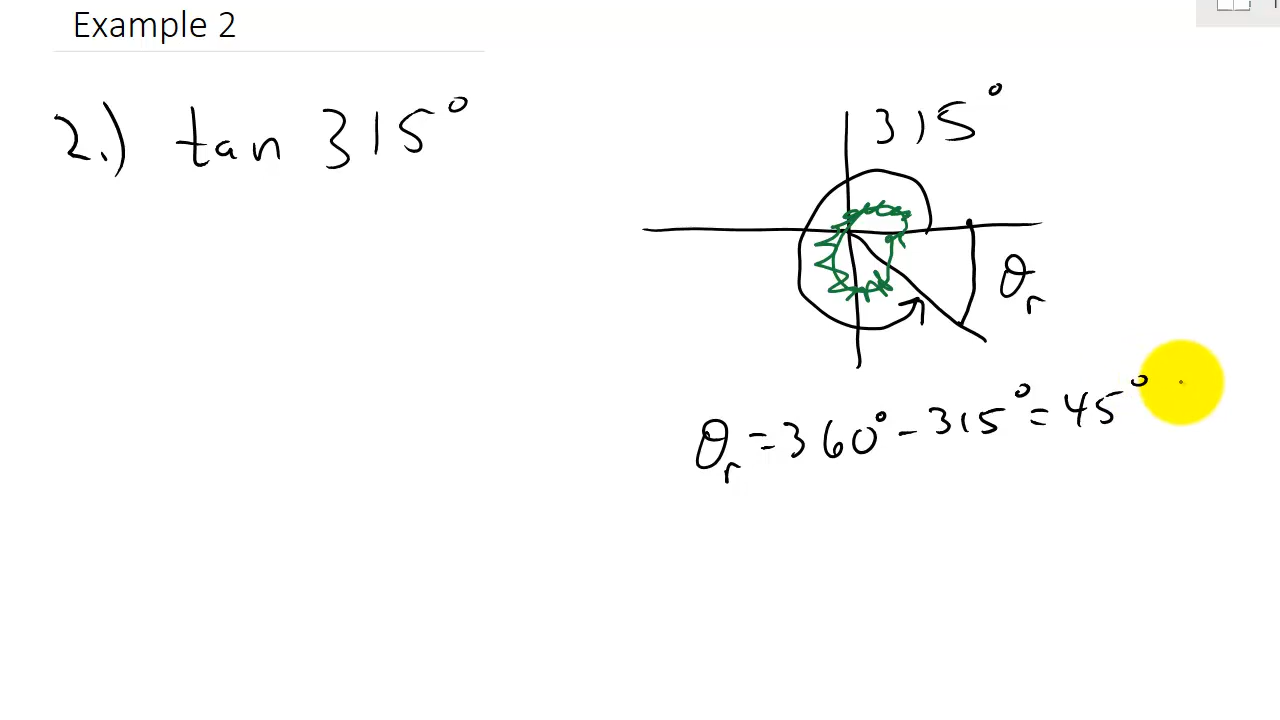 Example 2
2.) tan 315°
315°
θr
θr = 360° - 315° = 45°